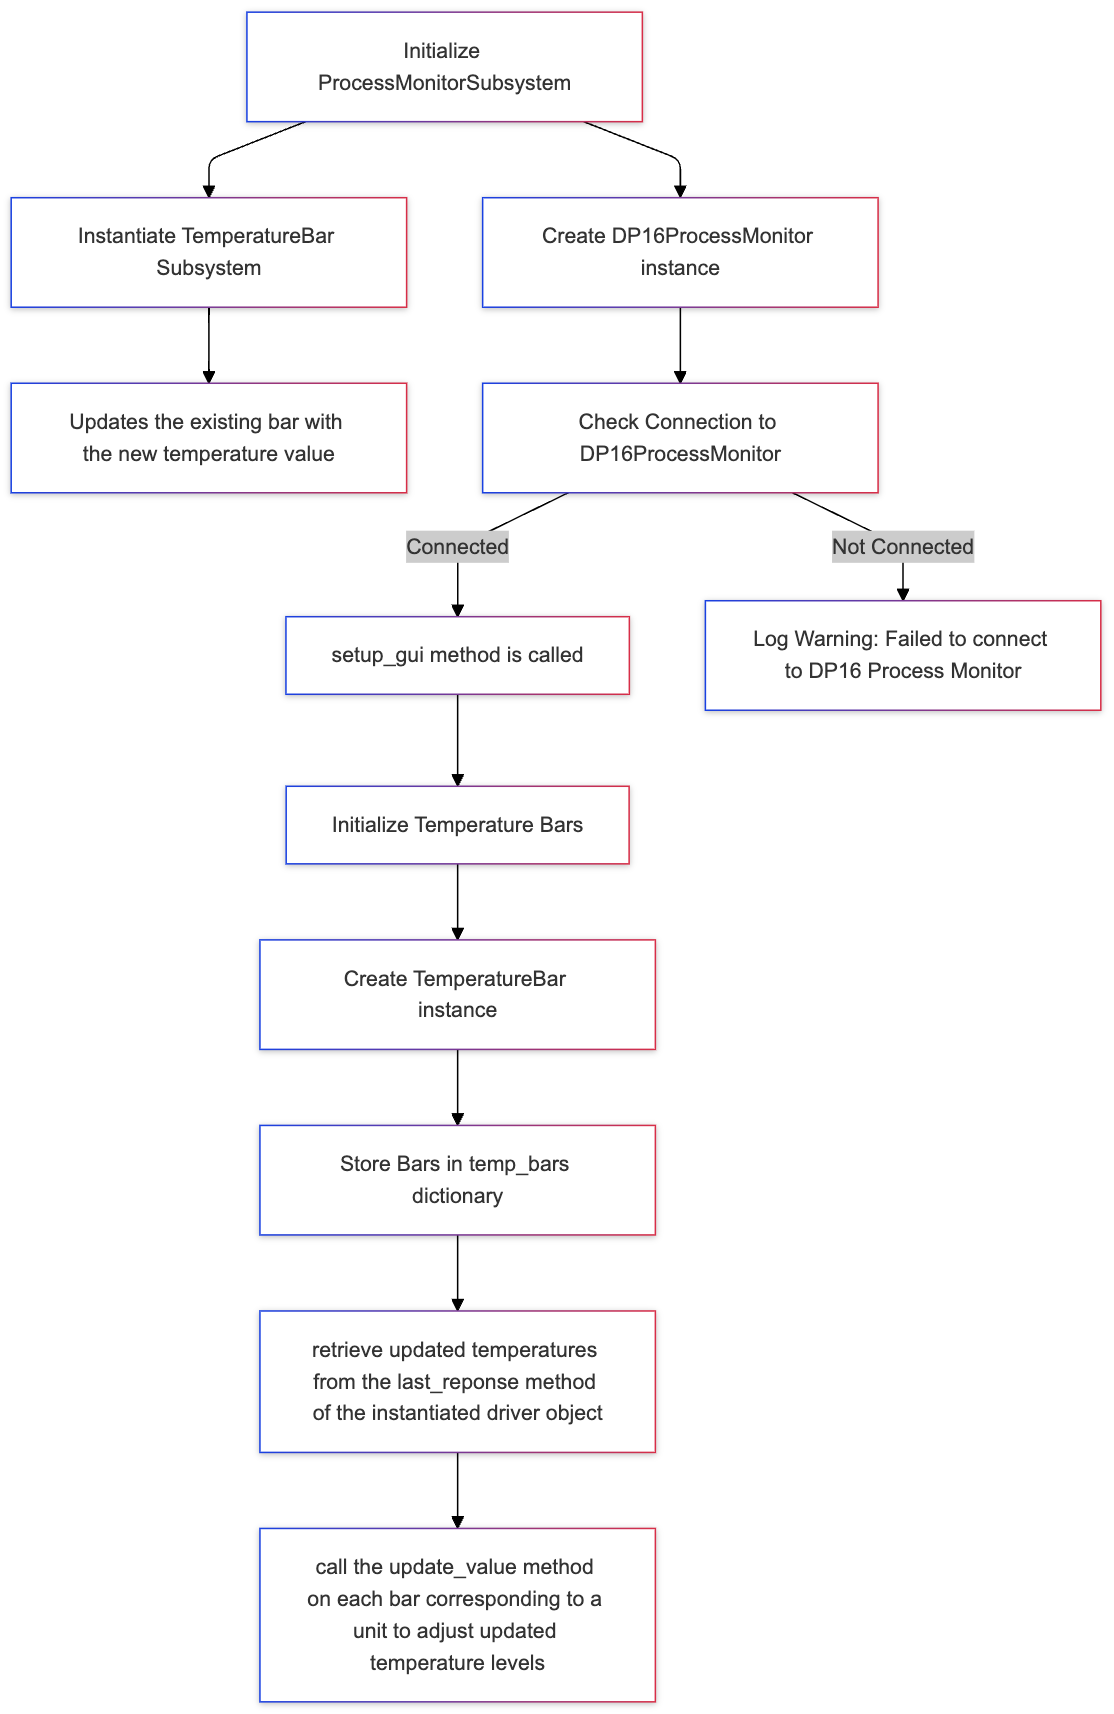 Initialize
ProcessMonitorSubsystem
Instantiate TemperatureBar
Subsystem
Create DP16ProcessMonitor
instance
Updates the existing bar with
the new temperature value
Check Connection to
DP16ProcessMonitor
Connected
Not Connected
setup_gui method is called
Log Warning: Failed to connect
to DP16 Process Monitor
Initialize Temperature Bars
Create TemperatureBar
instance
Store Bars in temp_bars
dictionary
retrieve updated temperatures
from the last_reponse method
of the instantiated driver object
call the update_value method
on each bar corresponding to a
unit to adjust updated
temperature levels